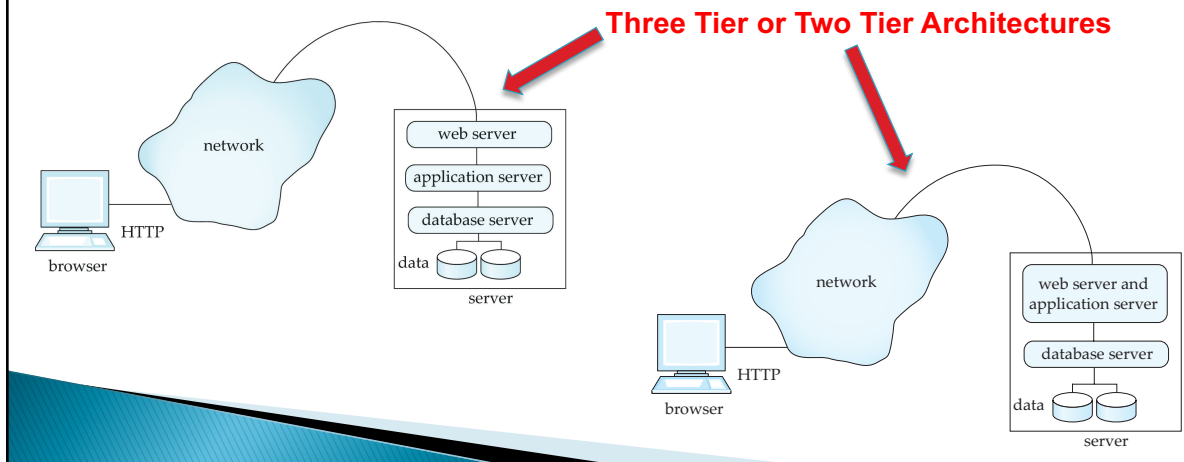 Three Tier or Two Tier Architectures
network
HTTP
browser
web server
application server
database server
data
server
network
HTTP
browser
web server and
application server
database server
data
server